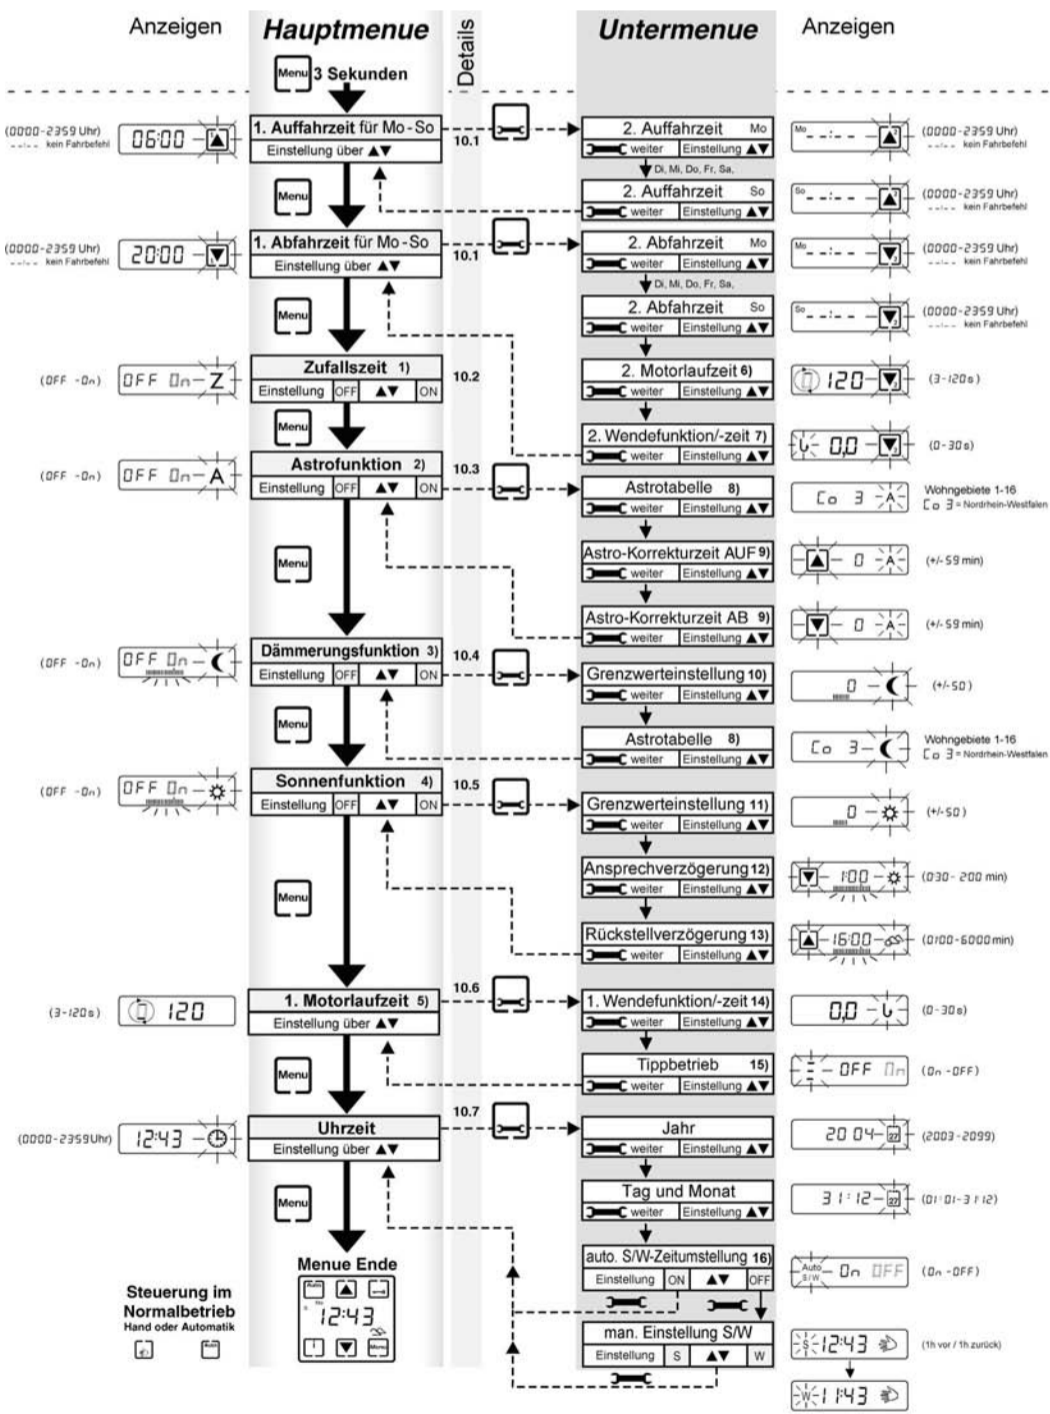 Anzeigen Hauptmenue Details Untermenue Anzeigen
Menu 3 Sekunden
(0000-2359 Uhr)
--:-- kein Fahrbefehl
06:00
1. Auffahrzeit für Mo-So
Einstellung über ▲▼
10.1
2. Auffahrzeit Mo
weiter Einstellung ▲▼
Mo --:--
(0000-2359 Uhr)
--:-- kein Fahrbefehl
Di, Mi, Do, Fr, Sa,
Menu
2. Auffahrzeit So
weiter Einstellung ▲▼
So --:--
(0000-2359 Uhr)
--:-- kein Fahrbefehl
(0000-2359 Uhr)
--:-- kein Fahrbefehl
20:00
1. Abfahrzeit für Mo-So
Einstellung über ▲▼
10.1
2. Abfahrzeit Mo
weiter Einstellung ▲▼
Mo --:--
(0000-2359 Uhr)
--:-- kein Fahrbefehl
Di, Mi, Do, Fr, Sa,
Menu
2. Abfahrzeit So
weiter Einstellung ▲▼
So --:--
(0000-2359 Uhr)
--:-- kein Fahrbefehl
(OFF -On)
OFF On Z
Zufallszeit 1)
Einstellung OFF ▲▼ ON
10.2
2. Motorlaufzeit 6)
weiter Einstellung ▲▼
120
(3-120s)
Menu
2. Wendefunktion/-zeit 7)
weiter Einstellung ▲▼
0,0
(0-30s)
(OFF -On)
OFF On A
Astrofunktion 2)
Einstellung OFF ▲▼ ON
10.3
Astrotabelle 8)
weiter Einstellung ▲▼
Co 3 A
Wohngebiete 1-16
Co 3 = Nordrhein-Westfalen
Menu
Astro-Korrekturzeit AUF 9)
weiter Einstellung ▲▼
0 A
(+/- 59 min)
Astro-Korrekturzeit AB 9)
weiter Einstellung ▲▼
0 A
(+/- 59 min)
(OFF -On)
OFF On
Dämmerungsfunktion 3)
Einstellung OFF ▲▼ ON
10.4
Grenzwerteinstellung 10)
weiter Einstellung ▲▼
0
(+/-50)
Menu
Astrotabelle 8)
weiter Einstellung ▲▼
Co 3
Wohngebiete 1-16
Co 3 = Nordrhein-Westfalen
(OFF -On)
OFF On
Sonnenfunktion 4)
Einstellung OFF ▲▼ ON
10.5
Grenzwerteinstellung 11)
weiter Einstellung ▲▼
0
(+/-50)
Menu
Ansprechverzögerung 12)
weiter Einstellung ▲▼
1:00
(030- 200 min)
Rückstellverzögerung 13)
weiter Einstellung ▲▼
16:00
(0100-6000 min)
(3-120s)
120
1. Motorlaufzeit 5)
Einstellung über ▲▼
10.6
1. Wendefunktion/-zeit 14)
weiter Einstellung ▲▼
0,0
(0-30s)
Menu
Tippbetrieb 15)
weiter Einstellung ▲▼
OFF On
(On -OFF)
(0000-2359Uhr)
12:43
Uhrzeit
Einstellung über ▲▼
10.7
Jahr
weiter Einstellung ▲▼
20 04 27
(2003-2099)
Menu
Tag und Monat
weiter Einstellung ▲▼
31:12 27
(01:01-31:12)
auto. S/W-Zeitumstellung 16)
Einstellung ON ▲▼ OFF
Auto
S/W
On OFF
(On -OFF)
Menue Ende
Auto
12:43
Menu
Steuerung im
Normalbetrieb
Hand oder Automatik
Auto
man. Einstellung S/W
Einstellung S ▲▼ W
S 12:43
(1h vor / 1h zurück)
W 11:43